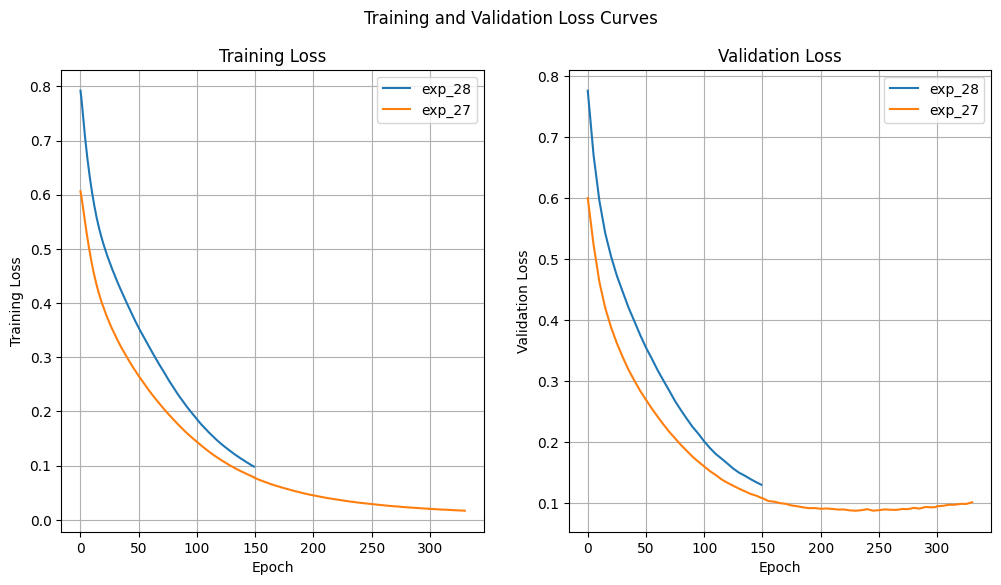 Training and Validation Loss Curves
Training Loss
Training Loss
0.8
0.7
0.6
0.5
0.4
0.3
0.2
0.1
0.0
0
50
100
150
200
250
300
Epoch
exp_28
exp_27
Validation Loss
Validation Loss
0.8
0.7
0.6
0.5
0.4
0.3
0.2
0.1
0
50
100
150
200
250
300
Epoch
exp_28
exp_27